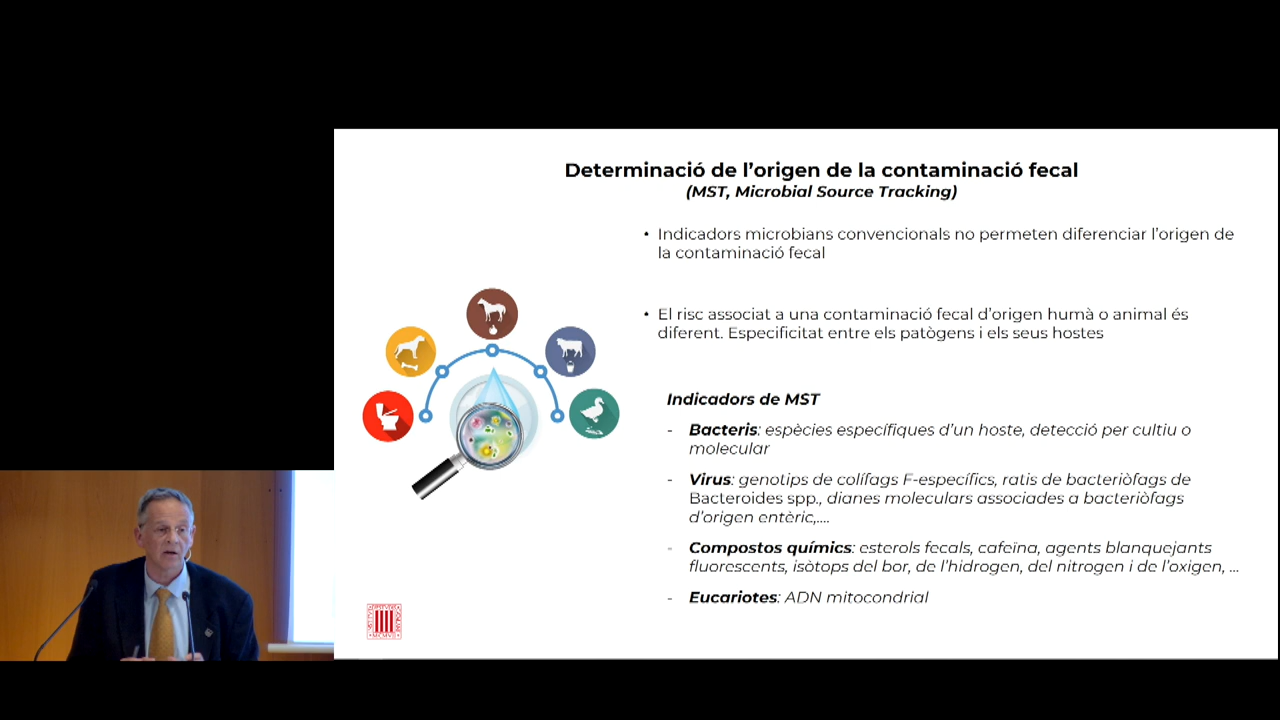 Determinació de l'origen de la contaminació fecal
(MST, Microbial Source Tracking)
• Indicadors microbians convencionals no permeten diferenciar l'origen de
la contaminació fecal
• El risc associat a una contaminació fecal d'origen humà o animal és
diferent. Especificitat entre els patògens i els seus hostes
Indicadors de MST
- Bacteris: espècies específiques d'un hoste, detecció per cultiu o
molecular
- Virus: genotips de colífags F-específics, ratis de bacteriòfags de
Bacteroides spp., dianes moleculars associades a bacteriòfags
d'origen entèric,....
- Compostos químics: esterols fecals, cafeïna, agents blanquejants
fluorescents, isòtops del bor, de l'hidrogen, del nitrogen i de l'oxigen, ...
- Eucariotes: ADN mitocondrial